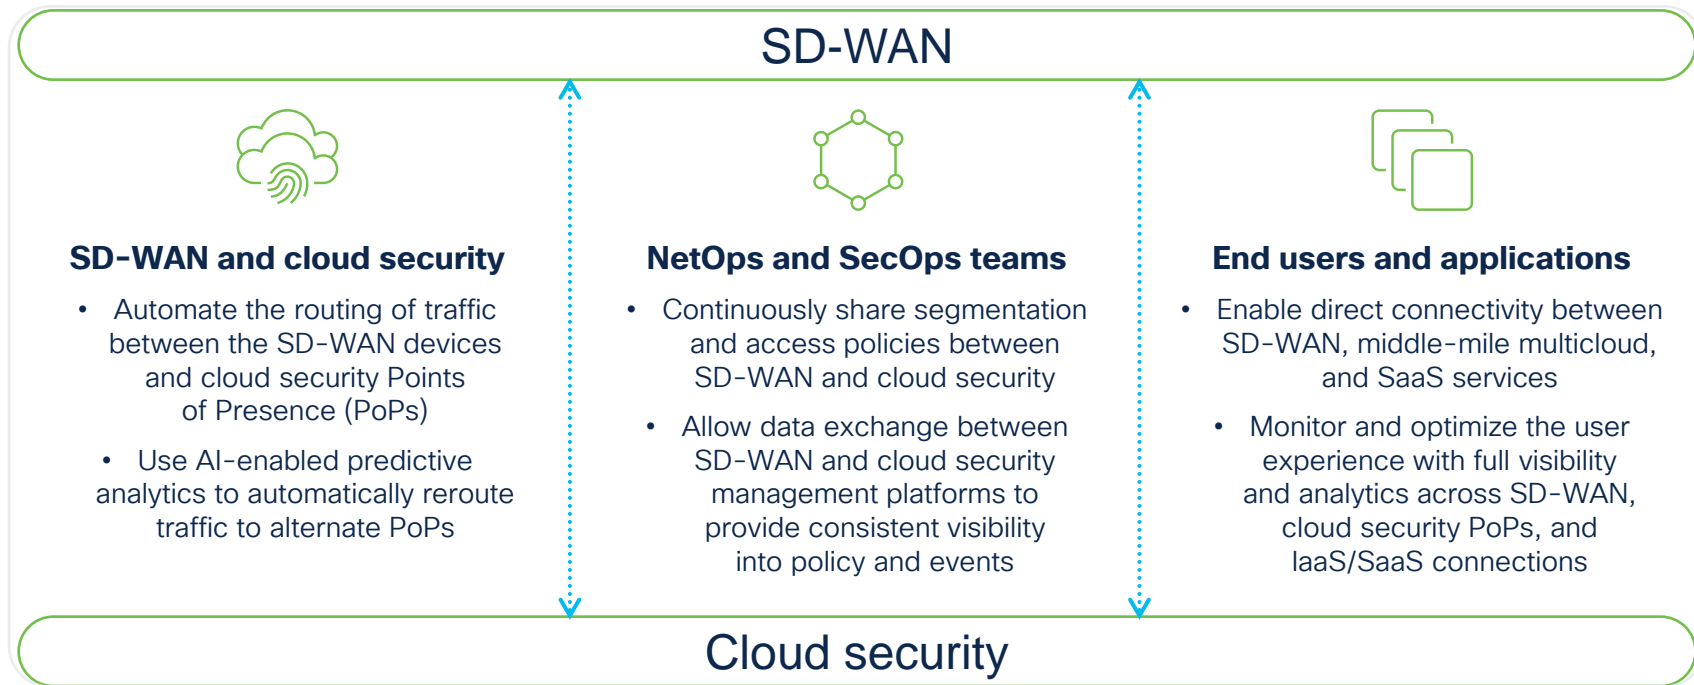 SD-WAN
SD-WAN and cloud security
• Automate the routing of traffic
between the SD-WAN devices
and cloud security Points
of Presence (PoPs)
• Use AI-enabled predictive
analytics to automatically reroute
traffic to alternate PoPs
NetOps and SecOps teams
• Continuously share segmentation
and access policies between
SD-WAN and cloud security
• Allow data exchange between
SD-WAN and cloud security
management platforms to
provide consistent visibility
into policy and events
End users and applications
• Enable direct connectivity between
SD-WAN, middle-mile multicloud,
and SaaS services
• Monitor and optimize the user
experience with full visibility
and analytics across SD-WAN,
cloud security PoPs, and
IaaS/SaaS connections
Cloud security